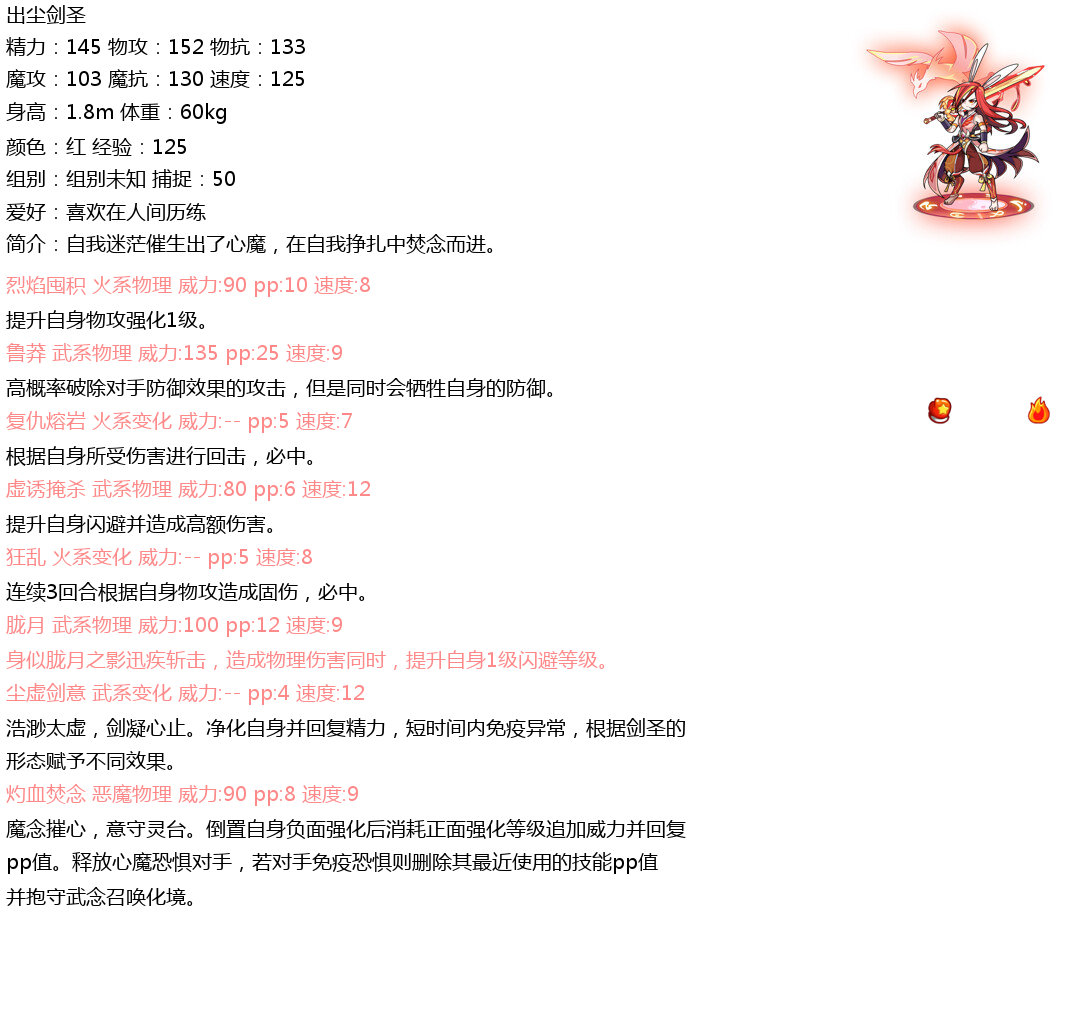 出尘剑圣
精力：145 物攻：152 物抗：133
魔攻：103 魔抗：130 速度：125
身高：1.8m 体重：60kg
颜色：红 经验：125
组别：组别未知 捕捉：50
爱好：喜欢在人间历练
简介：自我迷茫催生出了心魔，在自我挣扎中焚念而进。
烈焰囤积 火系物理 威力:90 pp:10 速度:8
提升自身物攻强化1级。
鲁莽 武系物理 威力:135 pp:25 速度:9
高概率破除对手防御效果的攻击，但是同时会牺牲自身的防御。
复仇熔岩 火系变化 威力:-- pp:5 速度:7
根据自身所受伤害进行回击，必中。
虚诱掩杀 武系物理 威力:80 pp:6 速度:12
提升自身闪避并造成高额伤害。
狂乱 火系变化 威力:-- pp:5 速度:8
连续3回合根据自身物攻造成固伤，必中。
胧月 武系物理 威力:100 pp:12 速度:9
身似胧月之影迅疾斩击，造成物理伤害同时，提升自身1级闪避等级。
尘虚创意 武系变化 威力:-- pp:4 速度:12
浩渺太虚，剑凝心止。净化自身并回复精力，短时间内免疫异常，根据剑圣的
形态赋予不同效果。
灼血焚念 恶魔物理 威力:90 pp:8 速度:9
魔念摧心，意守灵台。倒置自身负面强化后消耗正面强化等级追加威力并回复
pp值。释放心魔恐惧对手，若对手免疫恐惧则删除其最近使用的技能pp值
并抱守武念召唤化境。